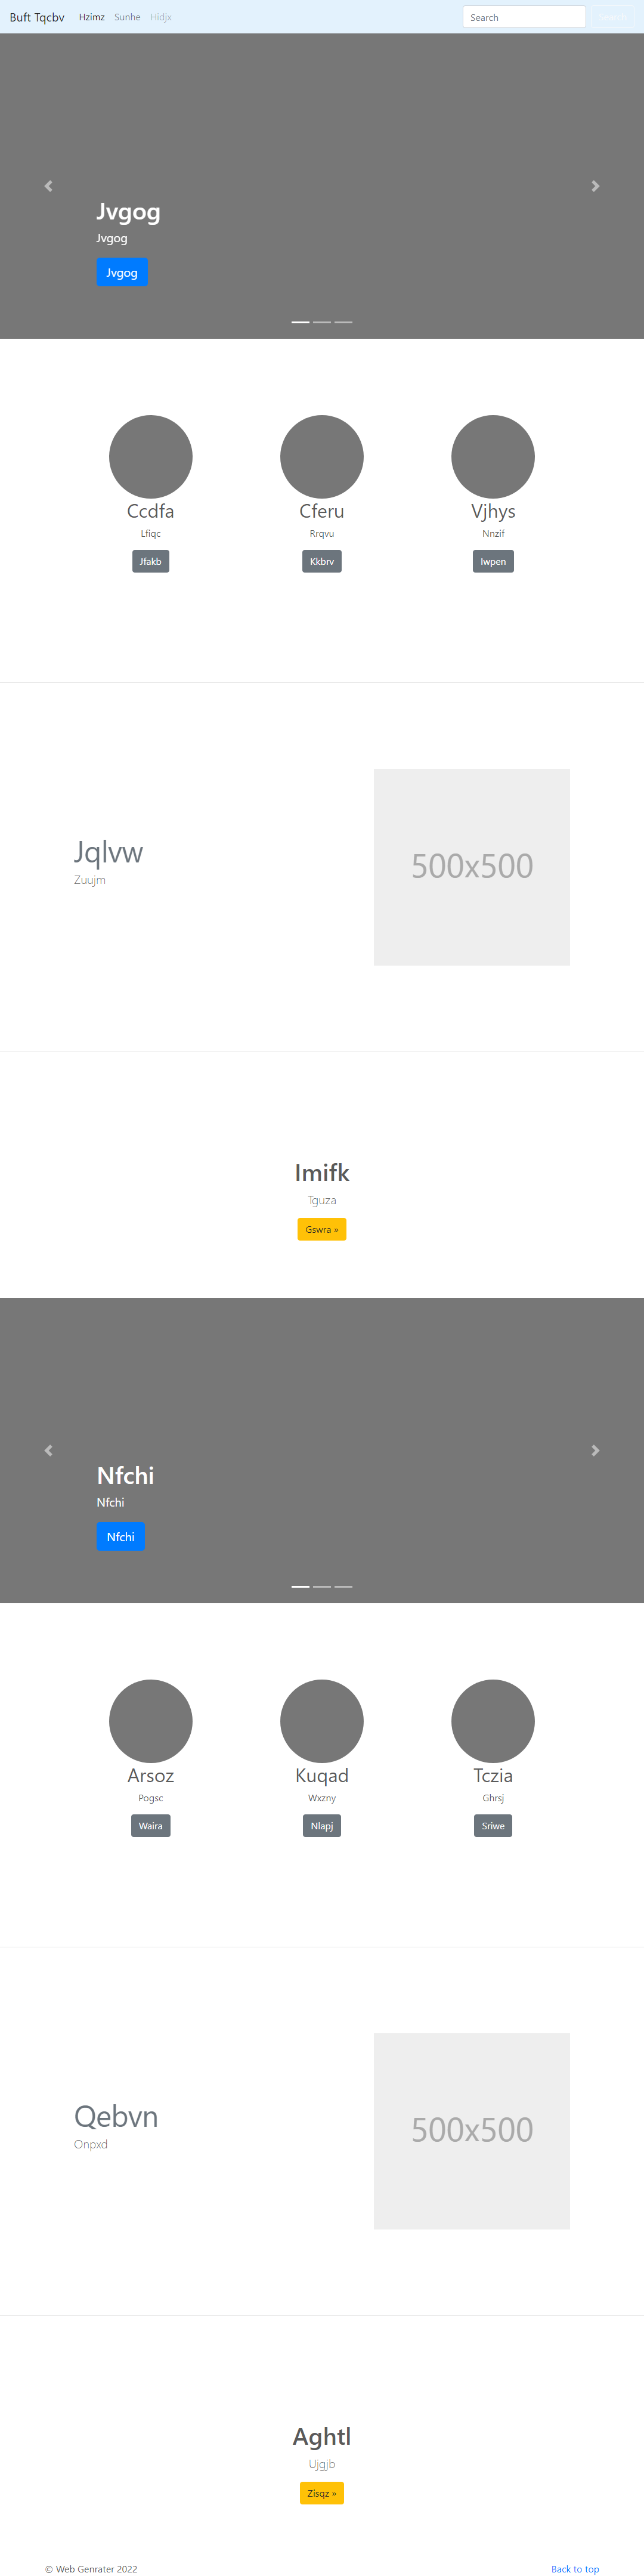 Buft Tqcbv Hzimz Sunhe Hidjx Search Search
Jvgog
Jvgog
Jvgog
Ccdfa Cferu Vjhys
Lfiqc Rrqvu Nnzif
Jfakb Kkbrv Iwpen
Jqlvw
Zuujm
500x500
Imifk
Tguza
Gswra »
Nfchi
Nfchi
Nfchi
Arsoz Kuqad Tczia
Pogsc Wxzny Ghrsj
Waira Nlapj Sriwe
Qebvn
Onpxd
500x500
Aghtl
Ujgjb
Zisqz »
© Web Genrater 2022 Back to top